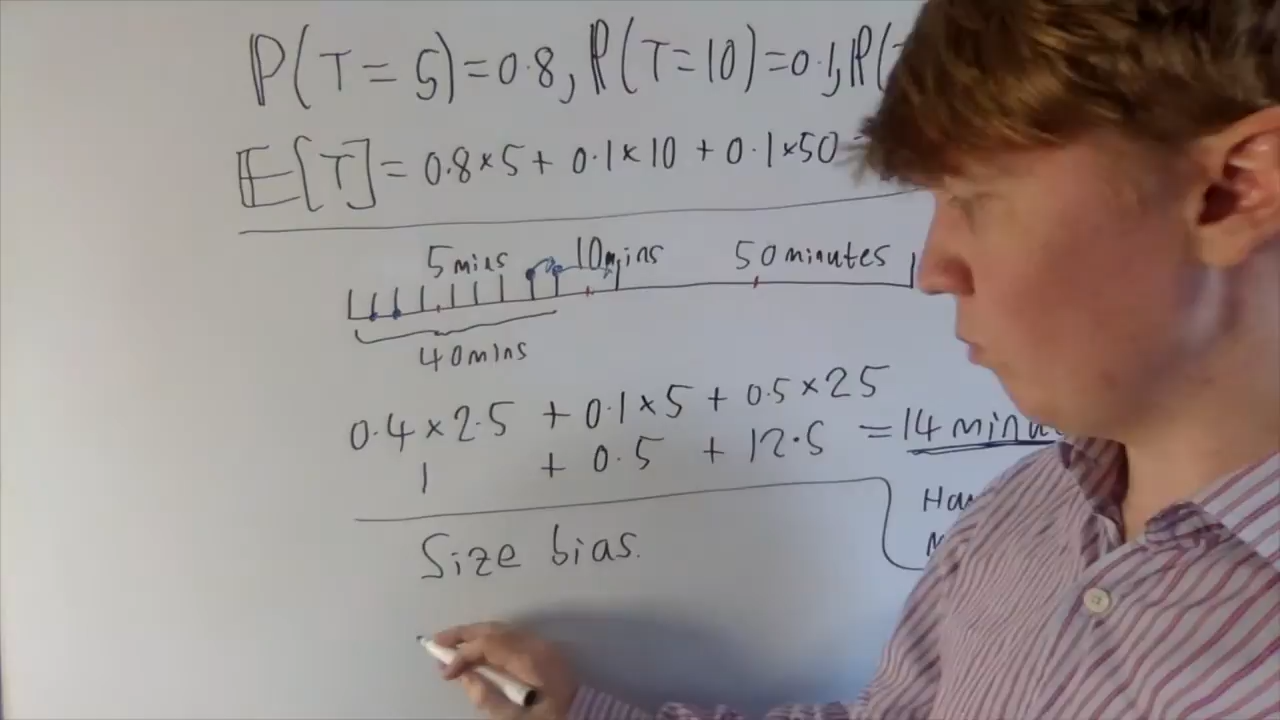 P(T=5)=0.8, P(T=10)=0.1, P(
E[T]=0.8×5+0.1×10+0.1×50
5 mins 10 mins 50 minutes
40 mins
0.4×2.5 + 0.1×5 + 0.5×25
1 + 0.5 + 12.5 =14
Size bias.